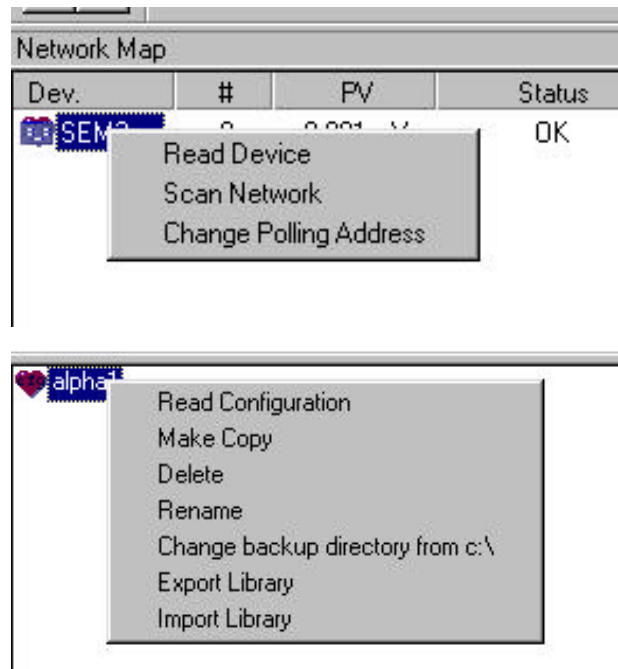 Network Map
Dev. # PV Status
OK
Read Device
Scan Network
Change Polling Address
Read Configuration
Make Copy
Delete
Rename
Change backup directory from c:\
Export Library
Import Library